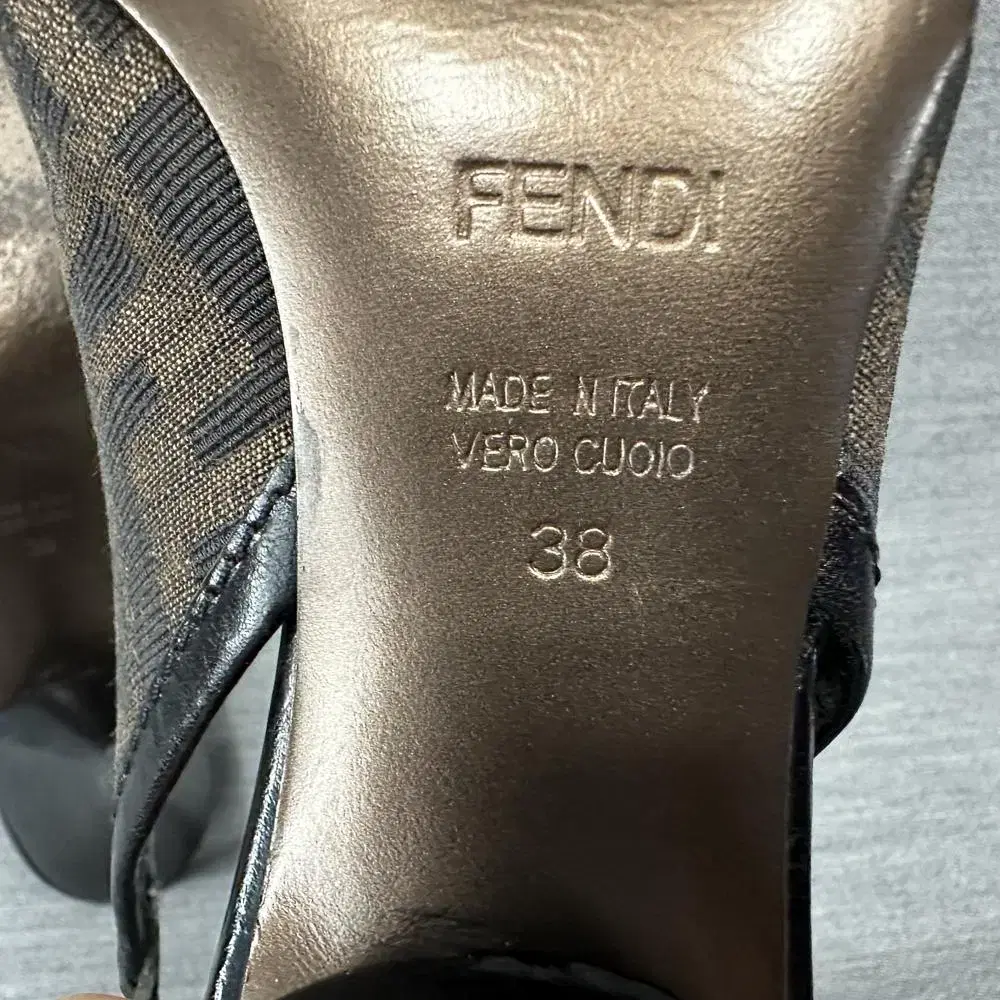 FENDI
MADE IN ITALY
VERO CUOIO
38